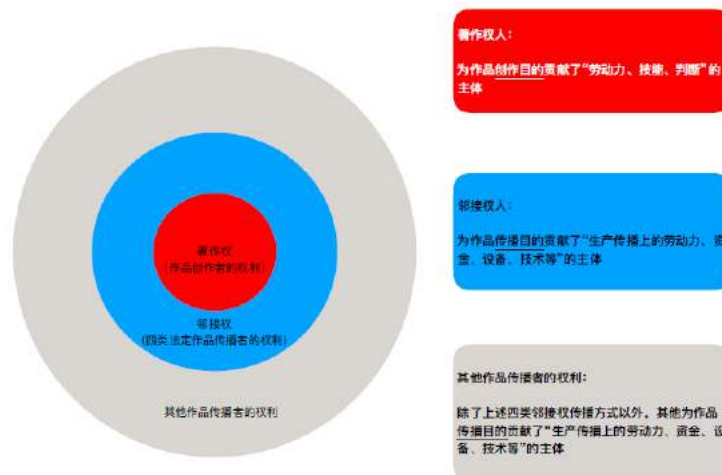 著作权
(作品创作者的权利)
邻接权
(四类法定作品传播者的权利)
其他作品传播者的权利
著作权人：
为作品创作目的贡献了“劳动力、技能、判断”的
主体
邻接权人：
为作品传播目的贡献了“生产传播上的劳动力、资
金、设备、技术等”的主体
其他作品传播者的权利：
除了上述四类邻接权传播方式以外，其他为作品
传播目的贡献了“生产传播上的劳动力、资金、设
备、技术等”的主体